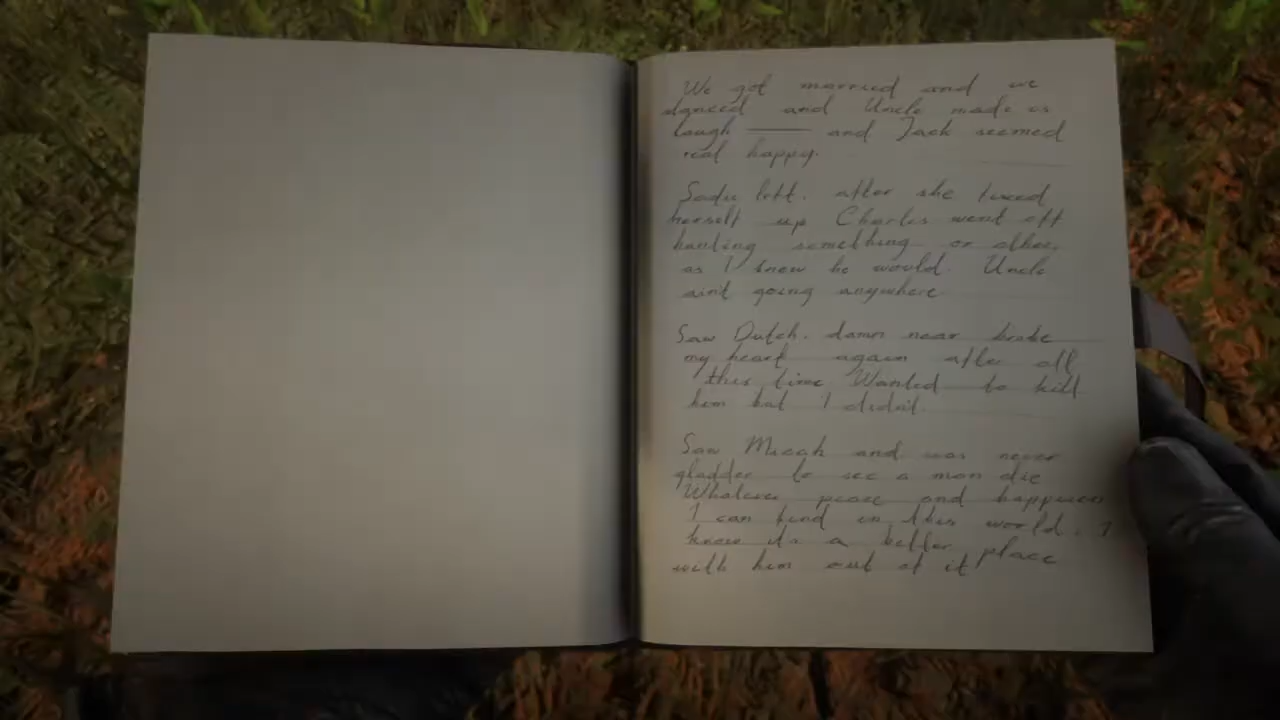 We got married and we
danced and Uncle made us
laugh —— and Jack seemed
real happy.
Sadie left. after she fixed
herself up Charles went off
hunting something or other,
as I knew he would. Uncle
aint going anywhere
Saw Dutch. damn near broke
my heart again after all
this time Wanted to kill
him but I didn't.
Saw Micah and was never
gladder to see a man die
Whatever peace and happiness
I can find in this world, I
know its a better place
with him out of it